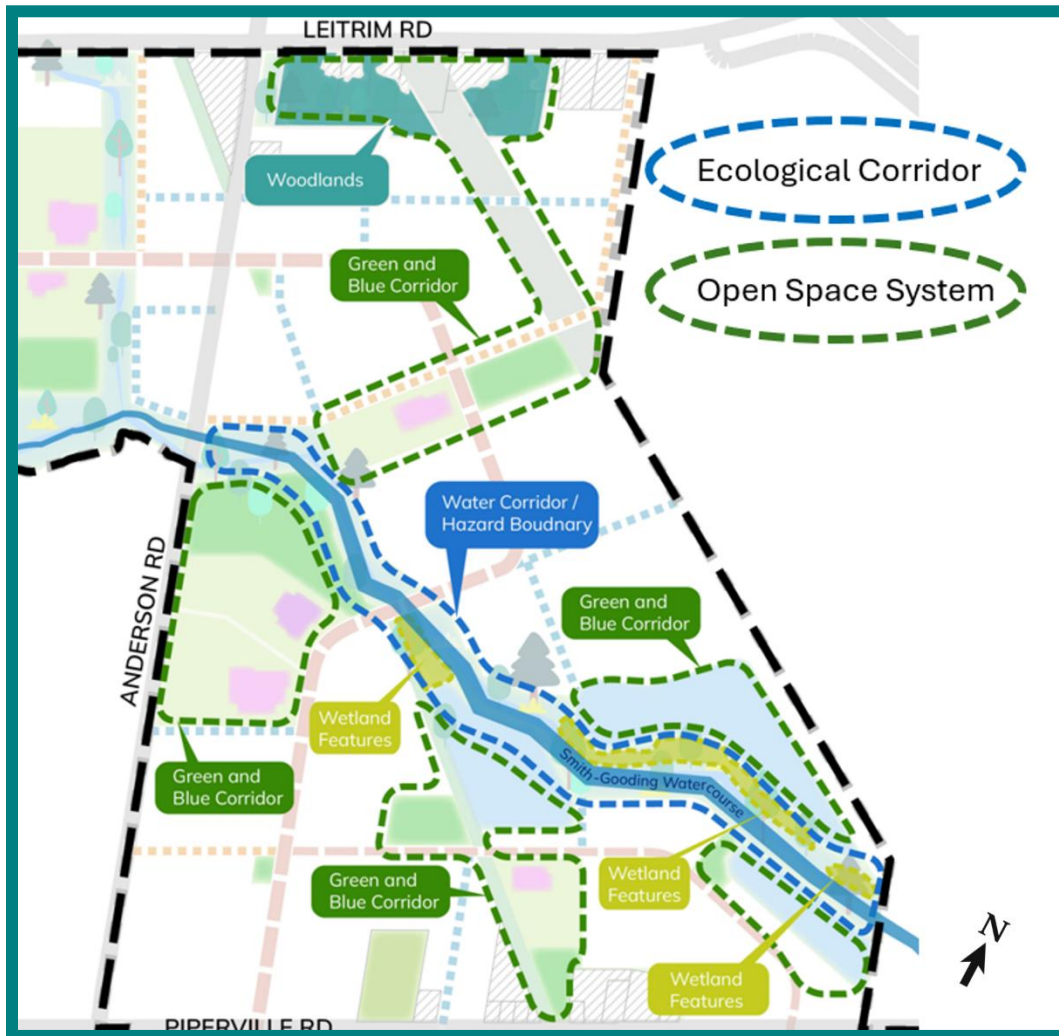 LEITRIM RD
Ecological Corridor
Woodlands
Green and
Blue Corridor
Open Space System
Water Corridor /
Hazard Boudnary
Green and
Blue Corridor
ANDERSON RD
Wetland
Features
Smith-Gooding Watercourse
Green and
Blue Corridor
Green and
Blue Corridor
Wetland
Features
Wetland
Features
N
PIPERVILLE RD